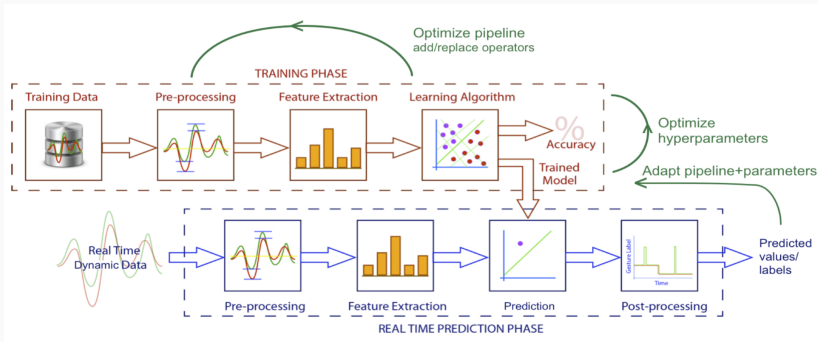 Optimize pipeline
add/replace operators
TRAINING PHASE
Training Data
Pre-processing
Feature Extraction
Learning Algorithm
%
Accuracy
Trained
Model
Optimize
hyperparameters
Adapt pipeline+parameters
Real Time
Dynamic Data
Pre-processing
Feature Extraction
Prediction
Gesture Label
Time
Post-processing
Predicted
values/
labels
REAL TIME PREDICTION PHASE